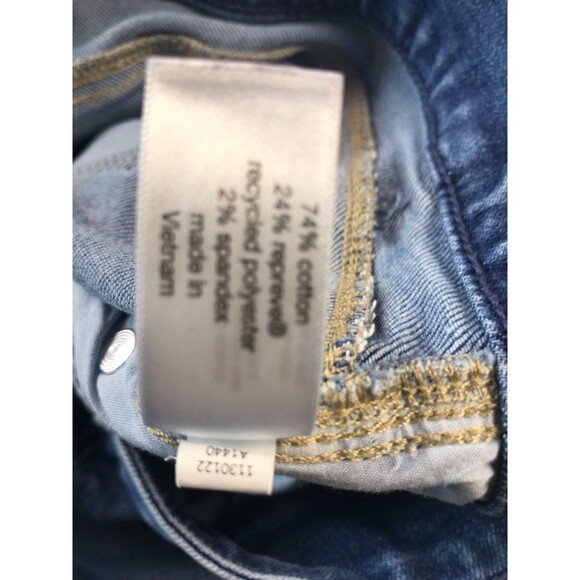 74% cotton
24% repreve®
recycled polyester
2% spandex
made in
Vietnam
1130122
A1440